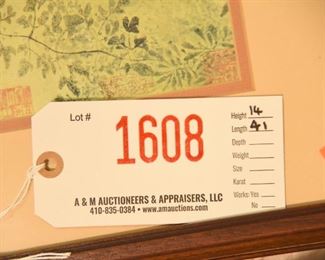 Lot #
1608
Height 14
Length 41
Depth
Weight
Size
Karat
Works: Yes
No
A & M AUCTIONEERS & APPRAISERS, LLC
410-835-0384 • www.amauctions.com